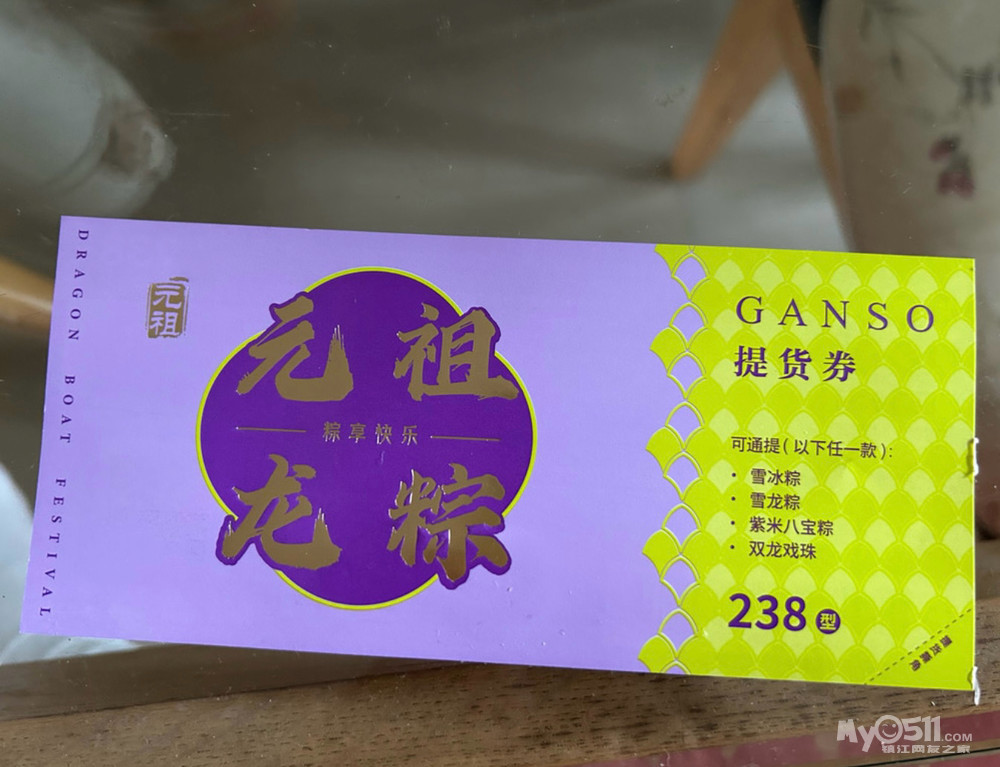 DRAGON BOAT FESTIVAL
元祖
元祖
粽享快乐
龙粽
GANSO
提货券
可通提(以下任一款):
· 雪冰粽
· 雪龙粽
· 紫米八宝粽
· 双龙戏珠
238型
MyO511.COM
镇江网友之家